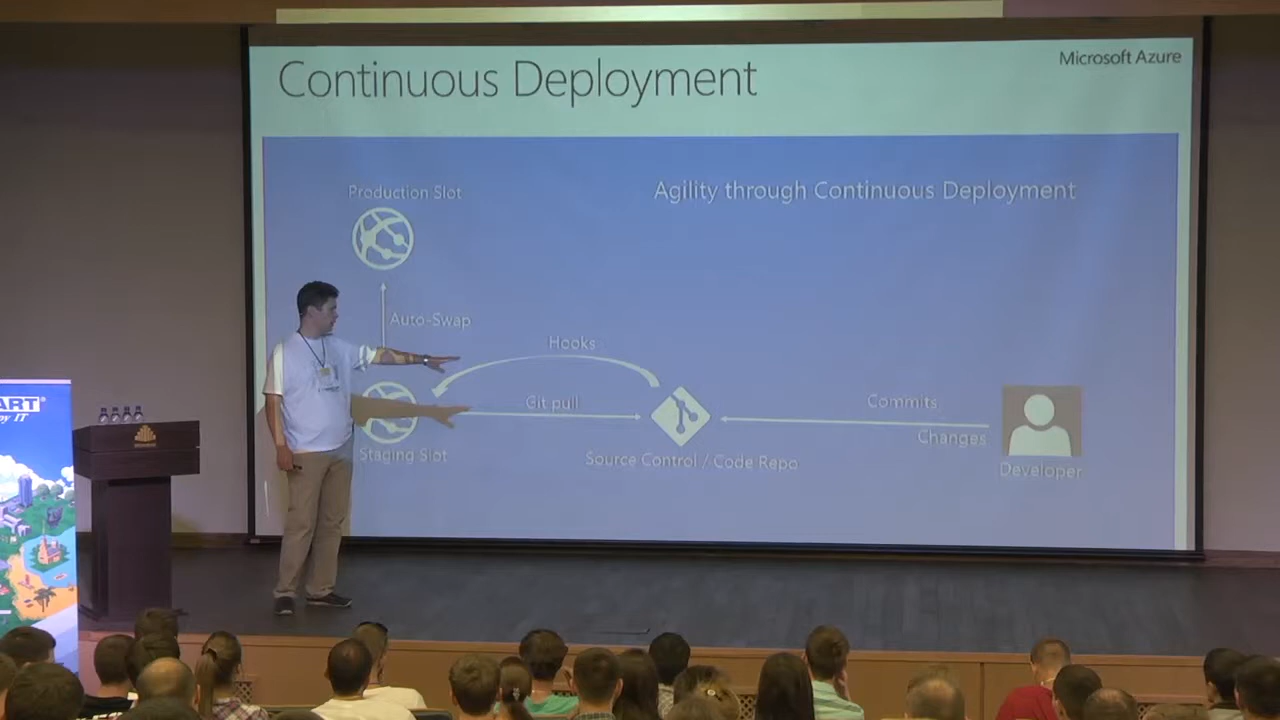 Microsoft Azure
Continuous Deployment
Production Slot
Agility through Continuous Deployment
Auto-Swap
Hooks
Git pull
Commits
Changes
Staging Slot
Source Control / Code Repo
Developer
ART